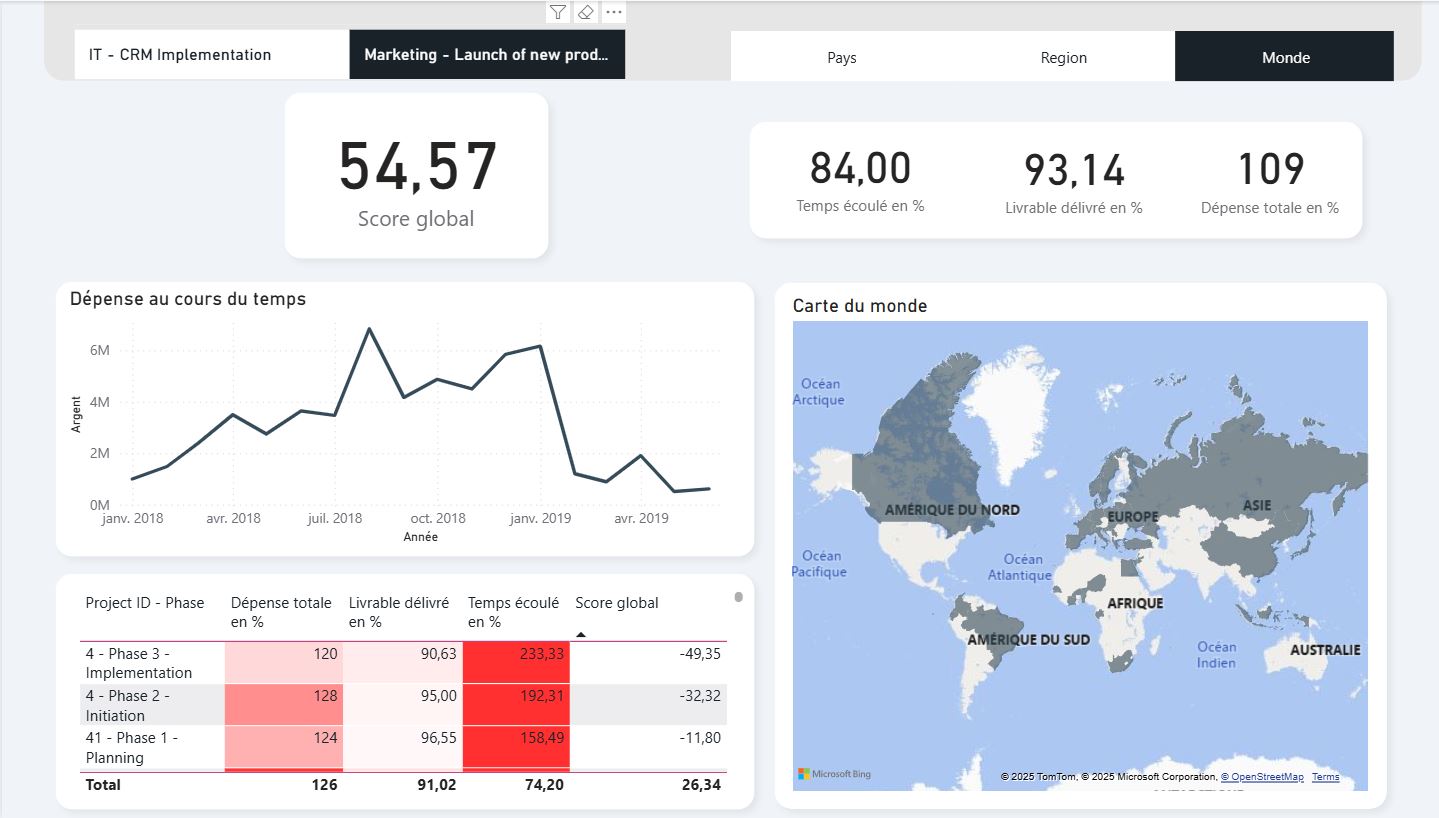 IT - CRM Implementation
Marketing - Launch of new prod...
Pays
Region
Monde
54,57
Score global
84,00
Temps écoulé en %
93,14
Livrable délivré en %
109
Dépense totale en %
Dépense au cours du temps
Argent
6M
4M
2M
0M
janv. 2018
avr. 2018
juil. 2018
oct. 2018
janv. 2019
avr. 2019
Année
Project ID - Phase
Dépense totale
en %
Livrable délivré
en %
Temps écoulé
en %
Score global
4 - Phase 3 -
Implementation
120
90,63
233,33
-49,35
4 - Phase 2 -
Initiation
128
95,00
192,31
-32,32
41 - Phase 1 -
Planning
124
96,55
158,49
-11,80
Total
126
91,02
74,20
26,34
Carte du monde
Océan
Arctique
AMÉRIQUE DU NORD
EUROPE
ASIE
Océan
Pacifique
Océan
Atlantique
AFRIQUE
AMÉRIQUE DU SUD
Océan
Indien
AUSTRALIE
Microsoft Bing
© 2025 TomTom, © 2025 Microsoft Corporation, © OpenStreetMap Terms